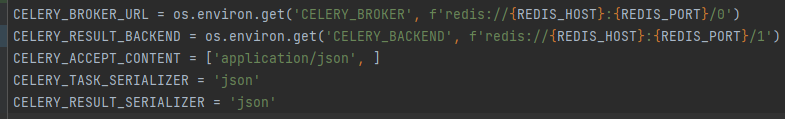 CELERY_BROKER_URL = os.environ.get('CELERY_BROKER', f'redis://{REDIS_HOST}:{REDIS_PORT}/0')
CELERY_RESULT_BACKEND = os.environ.get('CELERY_BACKEND', f'redis://{REDIS_HOST}:{REDIS_PORT}/1')
CELERY_ACCEPT_CONTENT = ['application/json', ]
CELERY_TASK_SERIALIZER = 'json'
CELERY_RESULT_SERIALIZER = 'json'